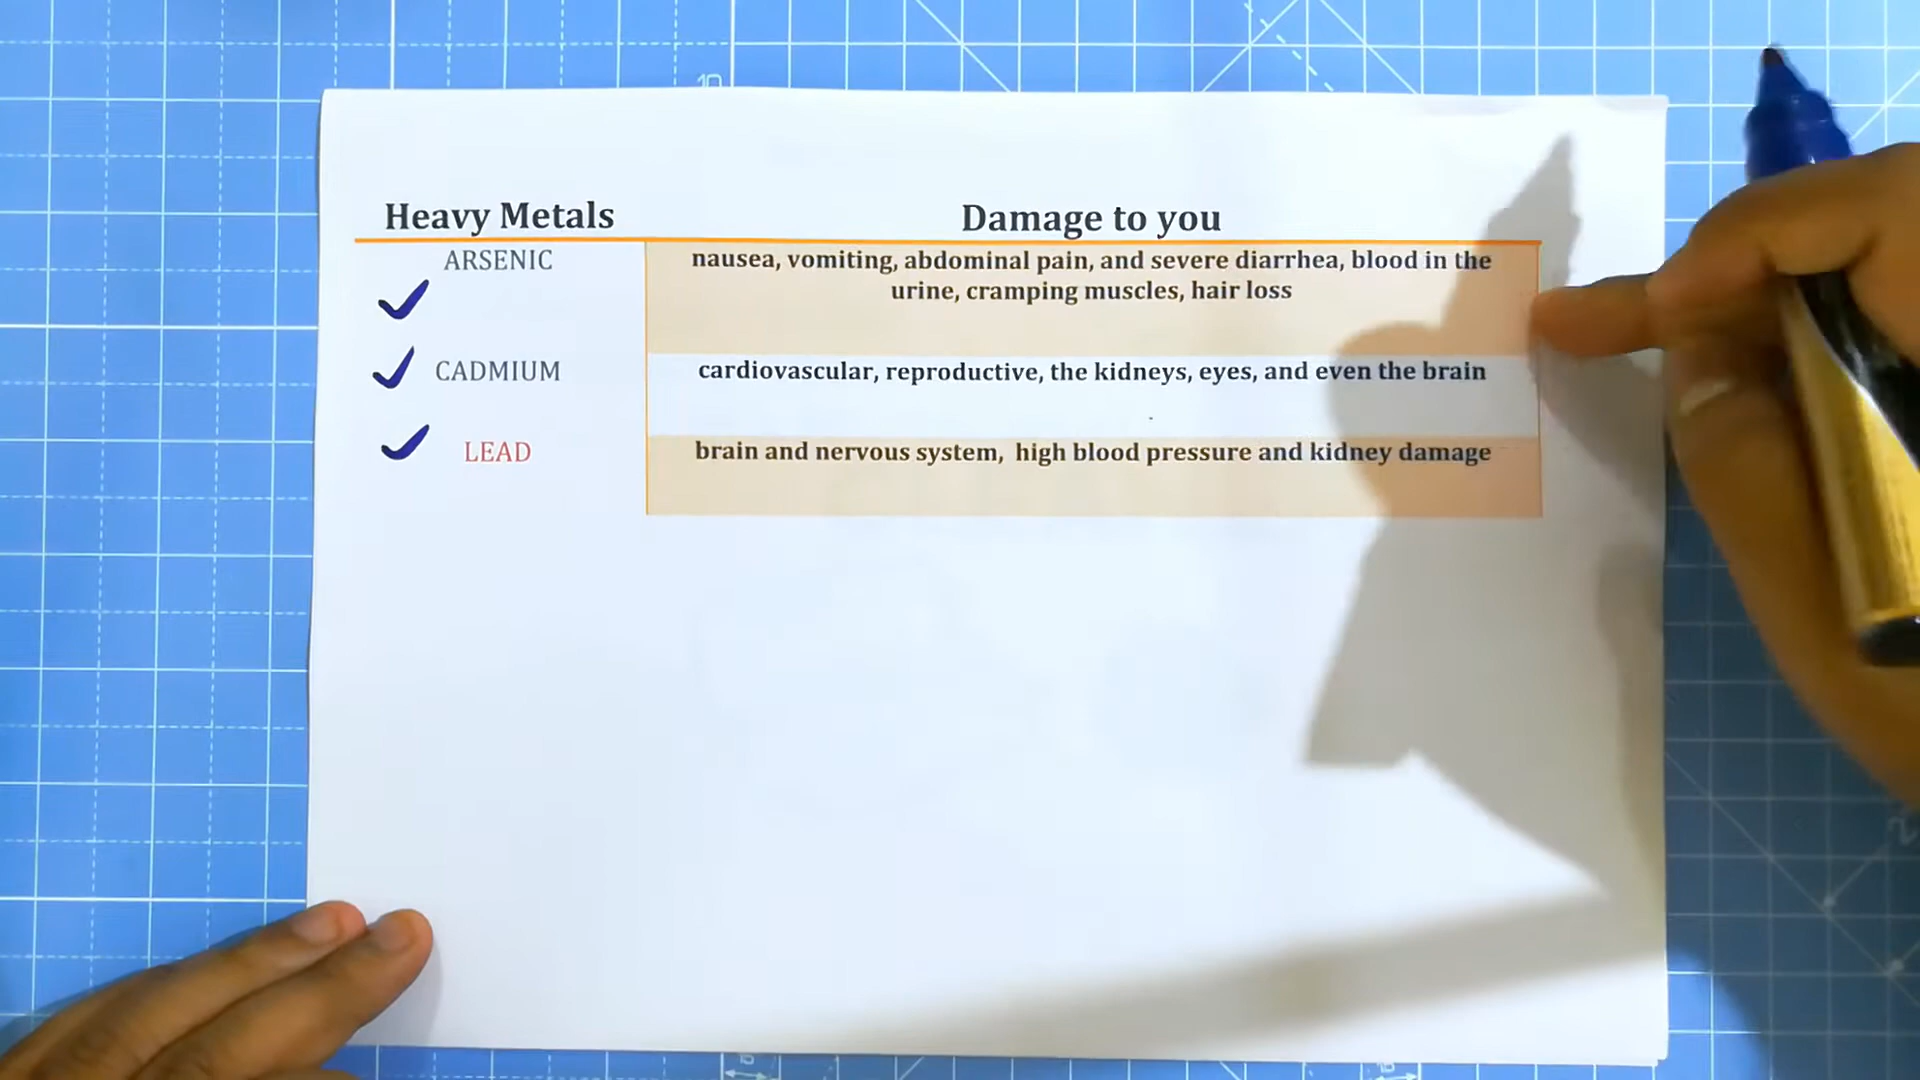 10
Heavy Metals
Damage to you
ARSENIC
nausea, vomiting, abdominal pain, and severe diarrhea, blood in the
urine, cramping muscles, hair loss
CADMIUM
cardiovascular, reproductive, the kidneys, eyes, and even the brain
LEAD
brain and nervous system, high blood pressure and kidney damage